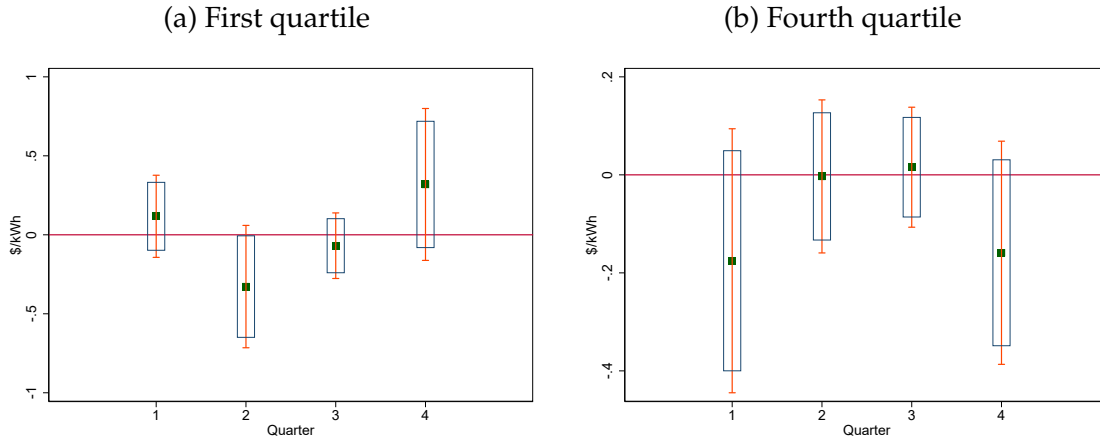 (a) First quartile
1
.5
0
-.5
-1
$/kWh
1 2 3 4
Quarter
(b) Fourth quartile
.2
0
-.2
-.4
$/kWh
1 2 3 4
Quarter